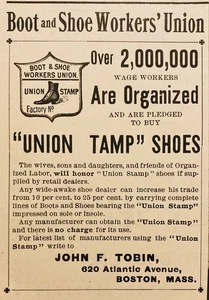 Boot and Shoe Workers' Union
BOOT & SHOE
WORKERS UNION.
UNION STAMP
Factory No
Over 2,000,000
WAGE WORKERS
Are Organized
AND ARE PLEDGED
TO BUY
"UNION TAMP" SHOES
The wives, sons and daughters, and friends of Organ-
ized Labor, will honor "Union Stamp" shoes if sup-
plied by retail dealers.
Any wide-awake shoe dealer can increase his trade
from 10 per cent. to 25 per cent. by carrying complete
lines of Boots and Shoes bearing the "Union Stamp"
impressed on sole or insole.
Any manufacturer can obtain the "Union Stamp"
and there is no charge for its use.
For latest list of manufacturers using the "Union
Stamp" write to
JOHN F. TOBIN,
620 Atlantic Avenue,
BOSTON, MASS.